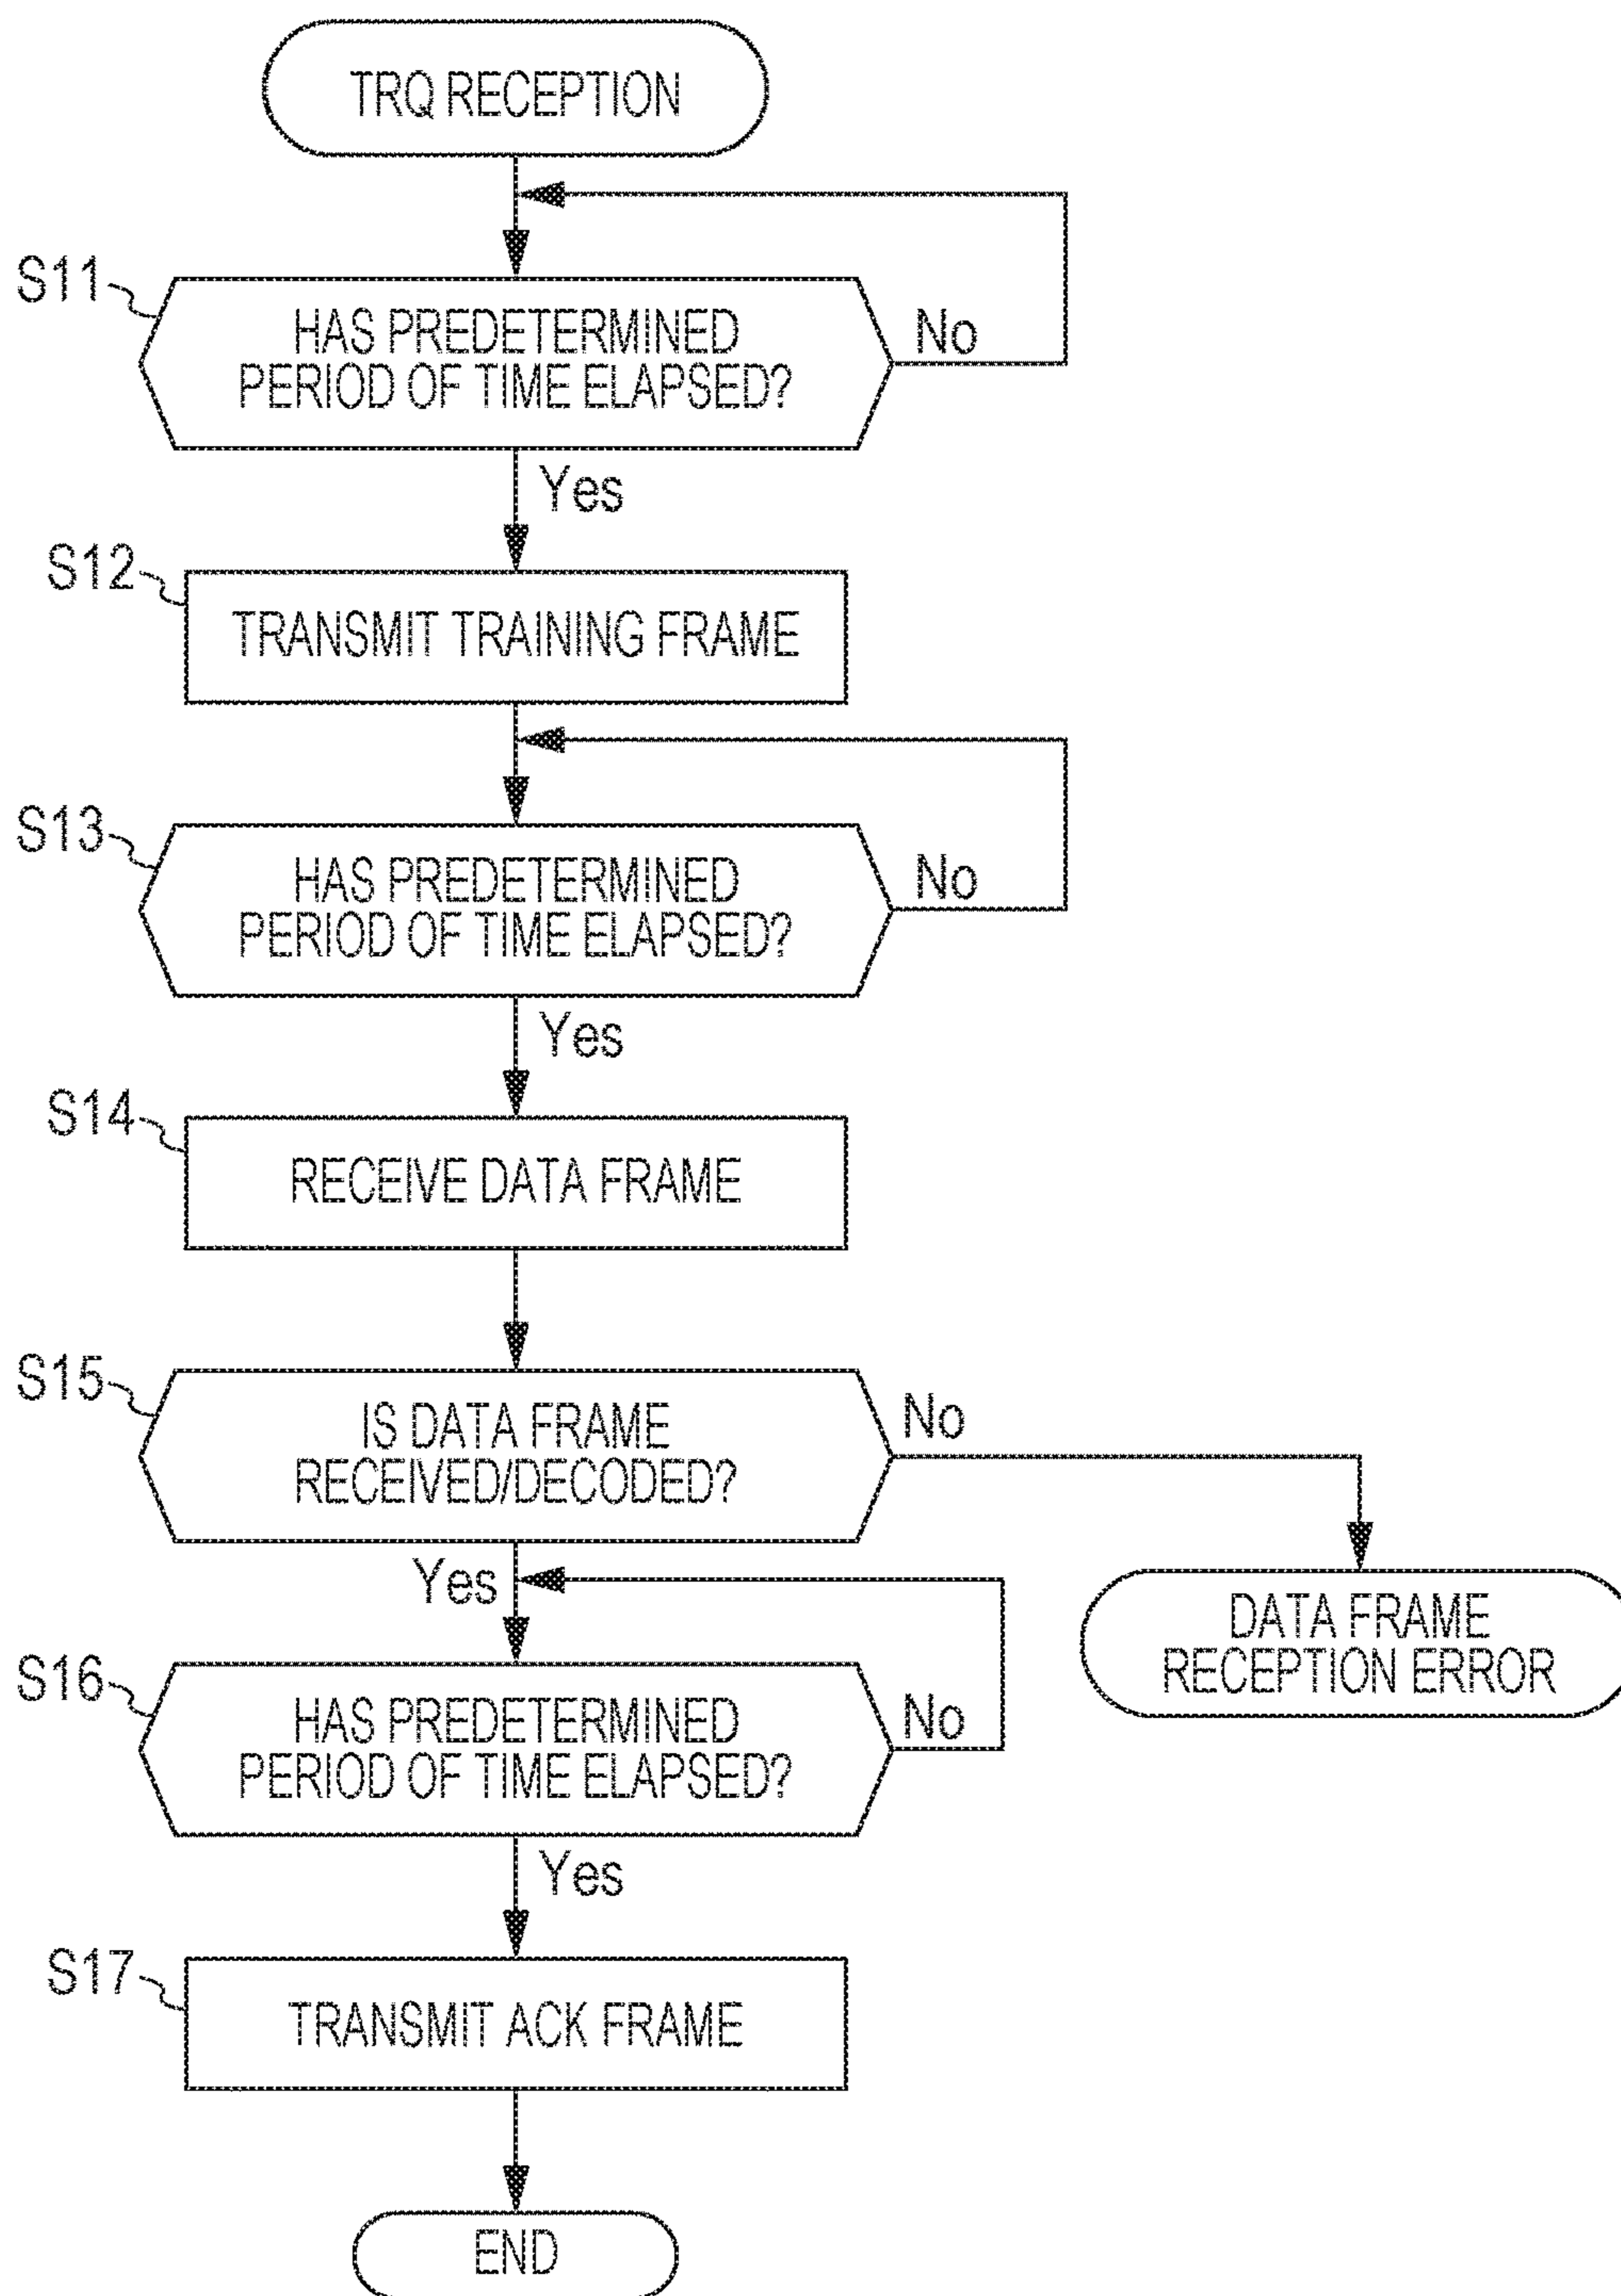 TRQ RECEPTION
S11
HAS PREDETERMINED
PERIOD OF TIME ELAPSED?
No
Yes
S12
TRANSMIT TRAINING FRAME
S13
HAS PREDETERMINED
PERIOD OF TIME ELAPSED?
No
Yes
S14
RECEIVE DATA FRAME
S15
IS DATA FRAME
RECEIVED/DECODED?
No
Yes
DATA FRAME
RECEPTION ERROR
S16
HAS PREDETERMINED
PERIOD OF TIME ELAPSED?
No
Yes
S17
TRANSMIT ACK FRAME
END